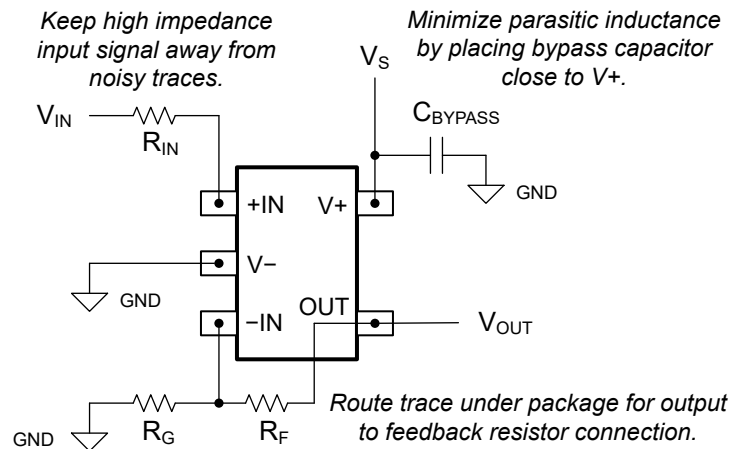 Keep high impedance
input signal away from
noisy traces.
Minimize parasitic inductance
by placing bypass capacitor
close to V+.
VS
CBYPASS
VIN
RIN
GND
+IN
V+
V−
GND
OUT
−IN
VOUT
GND
RG
RF
Route trace under package for output
to feedback resistor connection.